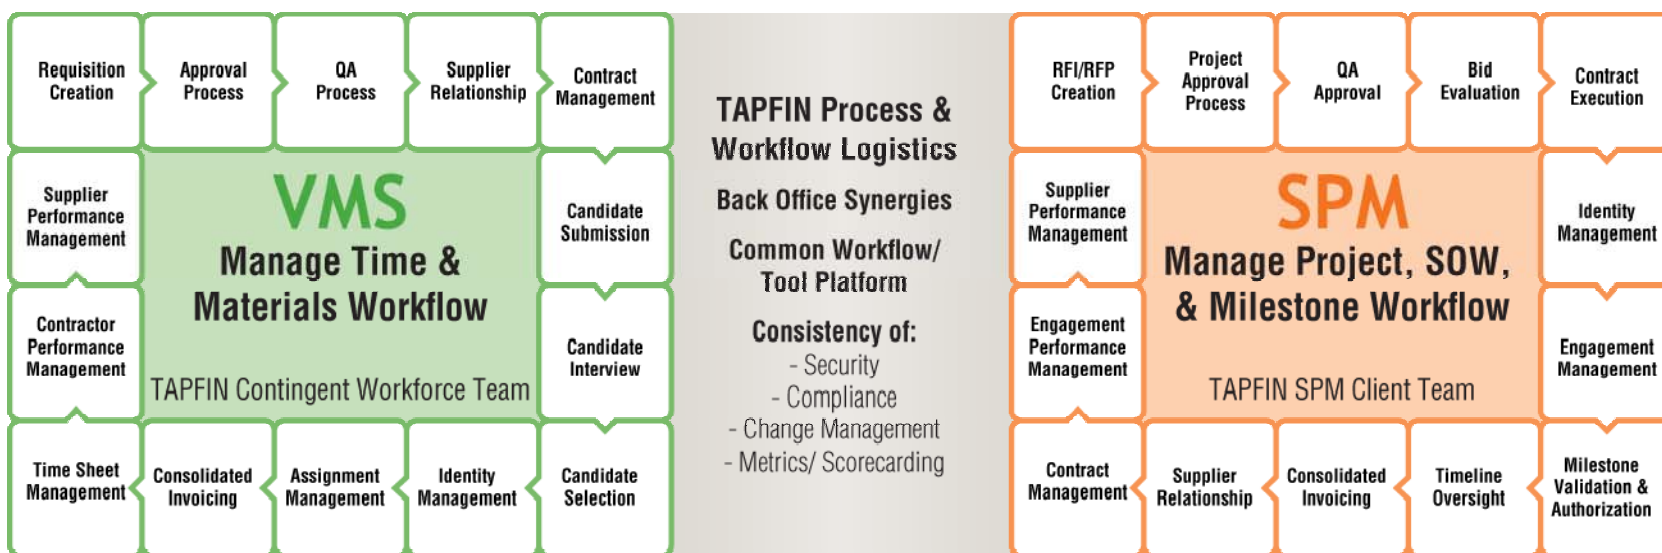 Requisition
Creation
Approval
Process
QA
Process
Supplier
Relationship
Contract
Management
Candidate
Submission
Candidate
Interview
Candidate
Selection
Identity
Management
Assignment
Management
Consolidated
Invoicing
Time Sheet
Management
Contractor
Performance
Management
Supplier
Performance
Management
VMS
Manage Time &
Materials Workflow
TAPFIN Contingent Workforce Team
TAPFIN Process &
Workflow Logistics
Back Office Synergies
Common Workflow/
Tool Platform
Consistency of:
- Security
- Compliance
- Change Management
- Metrics/ Scorecarding
RFI/RFP
Creation
Project
Approval
Process
QA
Approval
Bid
Evaluation
Contract
Execution
Identity
Management
Engagement
Management
Milestone
Validation &
Authorization
Timeline
Oversight
Consolidated
Invoicing
Supplier
Relationship
Contract
Management
Engagement
Performance
Management
Supplier
Performance
Management
SPM
Manage Project, SOW,
& Milestone Workflow
TAPFIN SPM Client Team